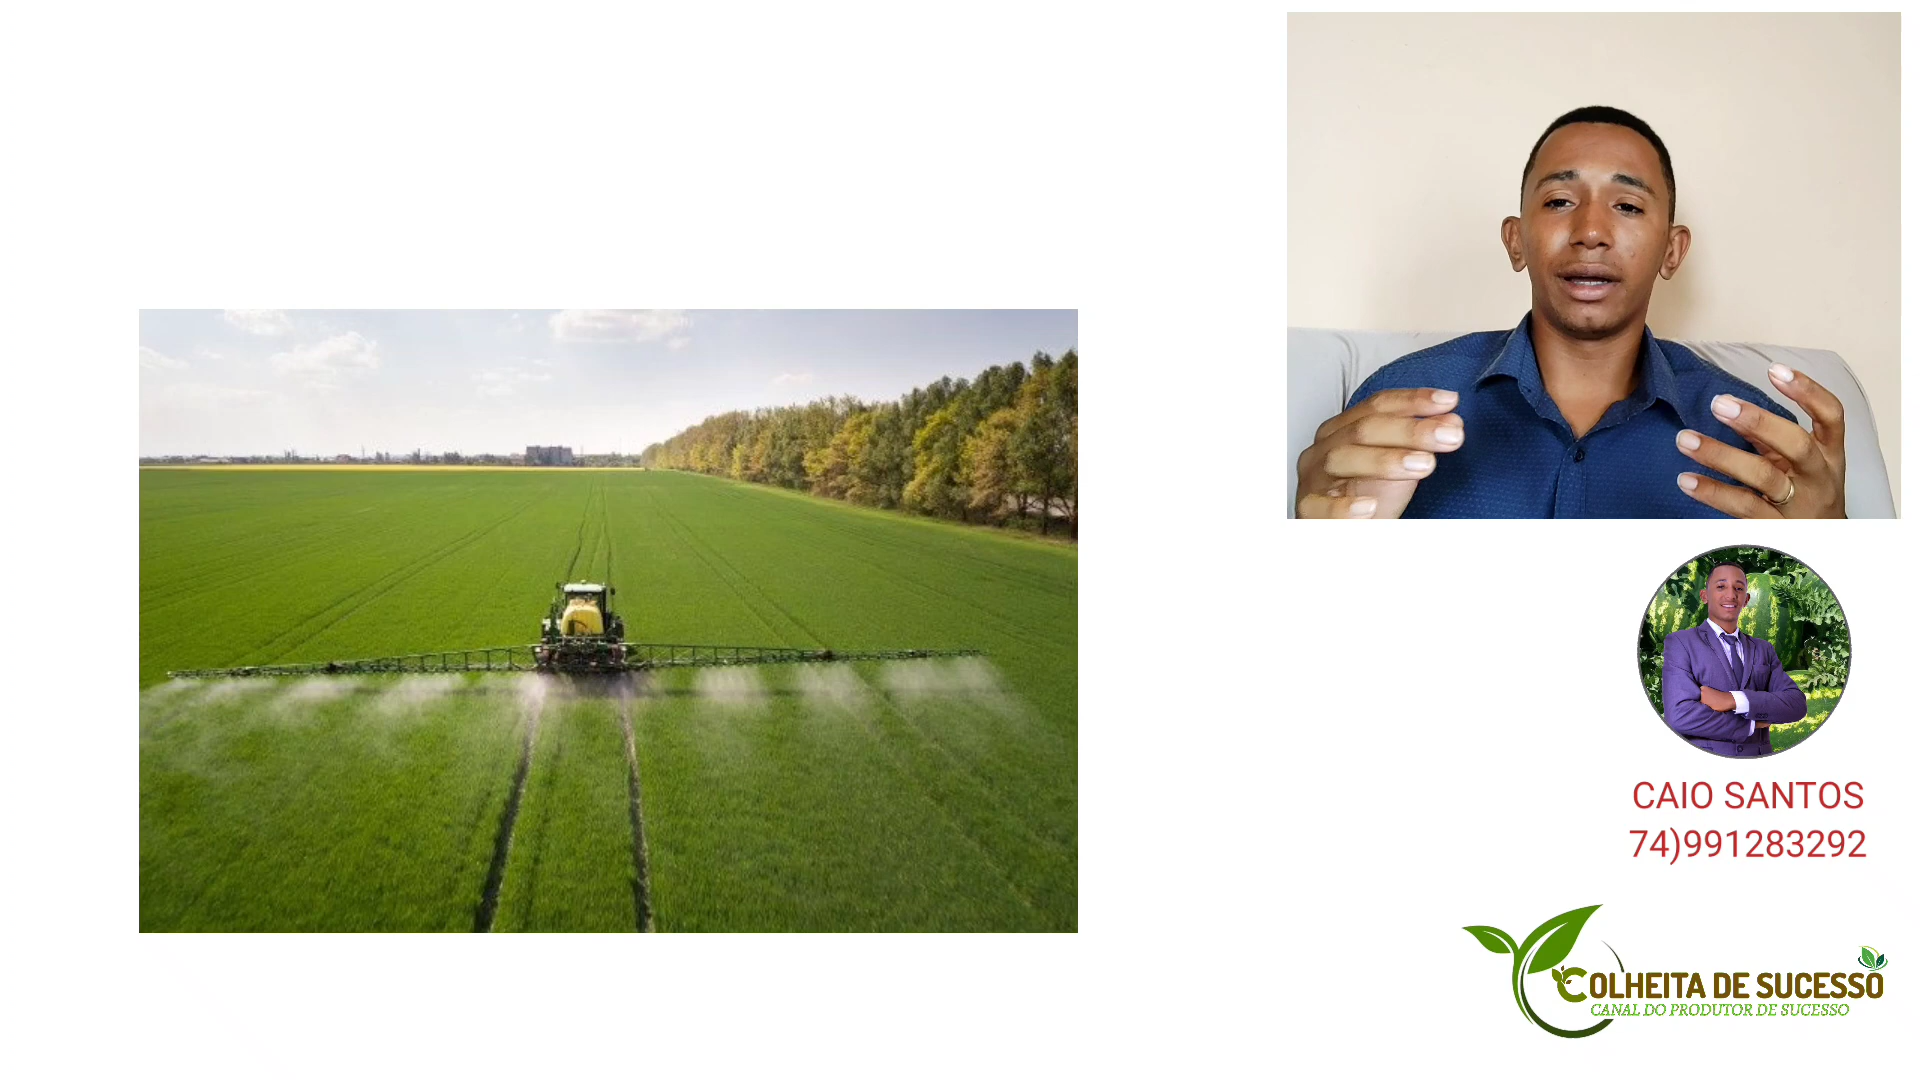 CAIO SANTOS
74)991283292
COLHEITA DE SUCESSO
CANAL DO PRODUTOR DE SUCESSO